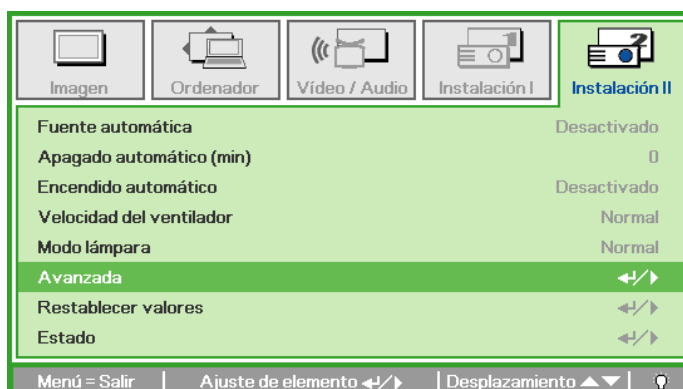 Imagen Ordenador Vídeo / Audio Instalación I Instalación II
Fuente automática Desactivado
Apagado automático (min) 0
Encendido automático Desactivado
Velocidad del ventilador Normal
Modo lámpara Normal
Avanzada
Restablecer valores
Estado
Menú = Salir Ajuste de elemento Desplazamiento